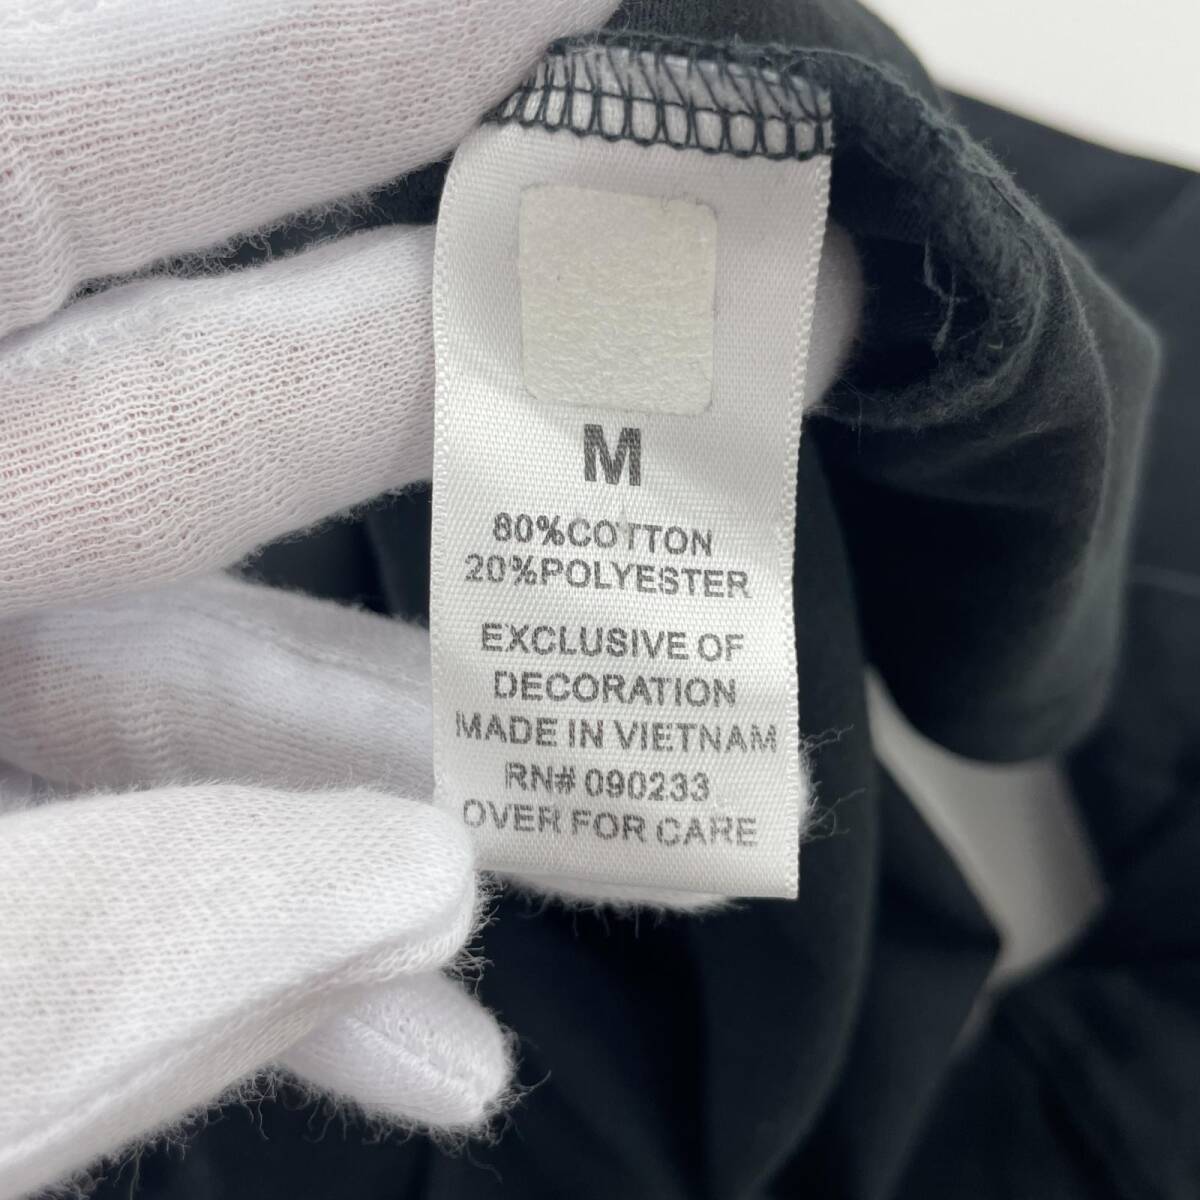 M
80%COTTON
20%POLYESTER
EXCLUSIVE OF
DECORATION
MADE IN VIETNAM
RN# 090233
OVER FOR CARE